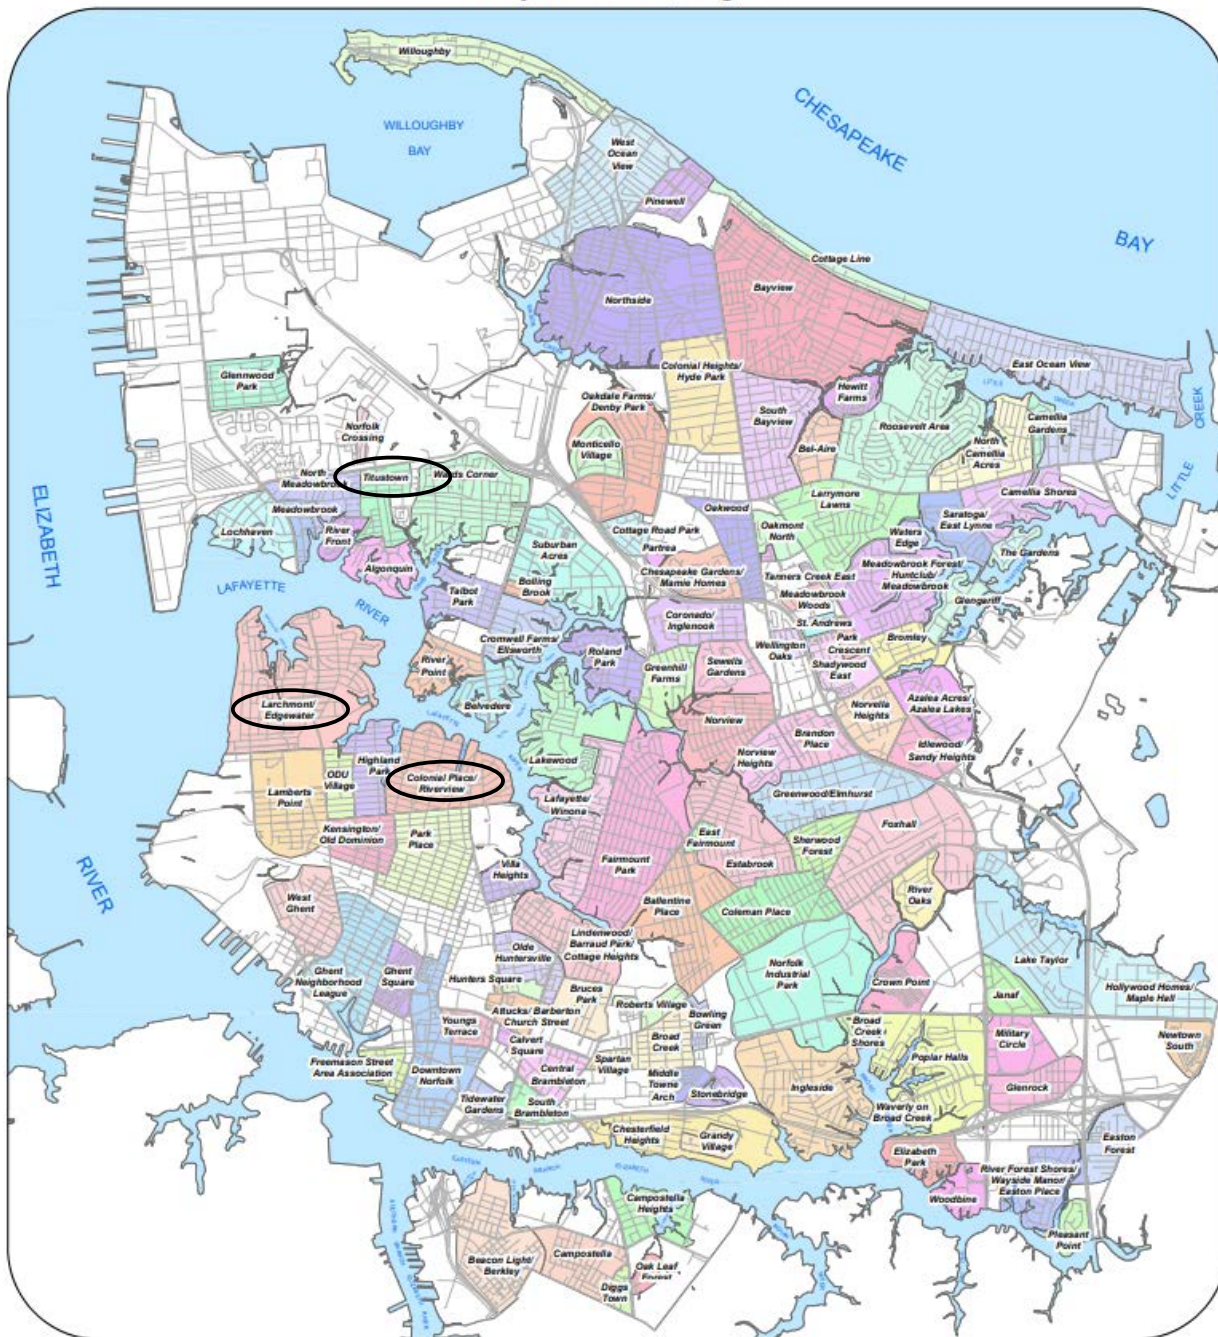 Willoughby
CHESAPEAKE
WILLOUGHBY
BAY
West
Ocean
View
Pinewell
BAY
Cottage Line
Bayview
Northside
East Ocean View
Colonial Heights/
Hyde Park
Glennwood
Park
Hewitt
Farms
CREEK
Oakdale Farms/
Denby Park
South
Bayview
Roosevelt Area
Camellia
Gardens
Norfolk
Crossing
Monticello
Village
Bel-Aire
North
Camellia
Acres
LITTLE
North
Meadowbrook
Titustown
Wards Corner
Larrymore
Lawns
Camellia Shores
ELIZABETH
Meadowbrook
Oakwood
Saratoga/
East Lynne
Lochhaven
River
Front
Cottage Road Park
Oakmont
North
Waters
Edge
Suburban
Acres
Partrea
The Gardens
Algonquin
Chesapeake Gardens/
Mamie Homes
Tanners Creek East
Meadowbrook Forest/
Huntclub/
Meadowbrook
LAFAYETTE
RIVER
Talbot
Park
Bolling
Brook
Meadowbrook
Woods
Glengariff
Coronado/
Inglenook
St. Andrews
Cromwell Farms/
Ellsworth
Wellington
Oaks
Park
Crescent
Bromley
River
Point
Roland
Park
Greenhill
Farms
Sewells
Gardens
Shadywood
East
Larchmont/
Edgewater
Belvedere
Norvella
Heights
Azalea Acres/
Azalea Lakes
Norview
Brandon
Place
Idlewood/
Sandy Heights
Highland
Park
Lakewood
Norview
Heights
ODU
Village
Colonial Place/
Riverview
Lamberts
Point
Lafayette/
Winona
Greenwood/Elmhurst
Kensington/
Old Dominion
Park
Place
East
Fairmount
Sherwood
Forest
Foxhall
RIVER
Villa
Heights
Fairmount
Park
Estabrook
West
Ghent
Ballentine
Place
Coleman Place
River
Oaks
Lindenwood/
Barraud Park/
Cottage Heights
Olde
Huntersville
Norfolk
Industrial
Park
Lake Taylor
Ghent
Neighborhood
League
Ghent
Square
Hunters Square
Crown Point
Hollywood Homes/
Maple Hall
Bruces
Park
Roberts Village
Janaf
Attucks/ Barberton
Church Street
Bowling
Green
Youngs
Terrace
Broad
Creek
Broad
Creek
Shores
Military
Circle
Newtown
South
Calvert
Square
Freemason Street
Area Association
Downtown
Norfolk
Spartan
Village
Poplar Halls
Central
Brambleton
Middle
Towne
Arch
Stonebridge
Ingleside
Glenrock
Tidewater
Gardens
South
Brambleton
Waverly on
Broad Creek
Chesterfield
Heights
Grandy
Village
Elizabeth
Park
Easton
Forest
River Forest Shores/
Wayside Manor/
Easton Place
Campostella
Heights
Woodbine
Pleasant
Point
Beacon Light/
Berkley
Campostella
Oak Leaf
Forest
Diggs
Town